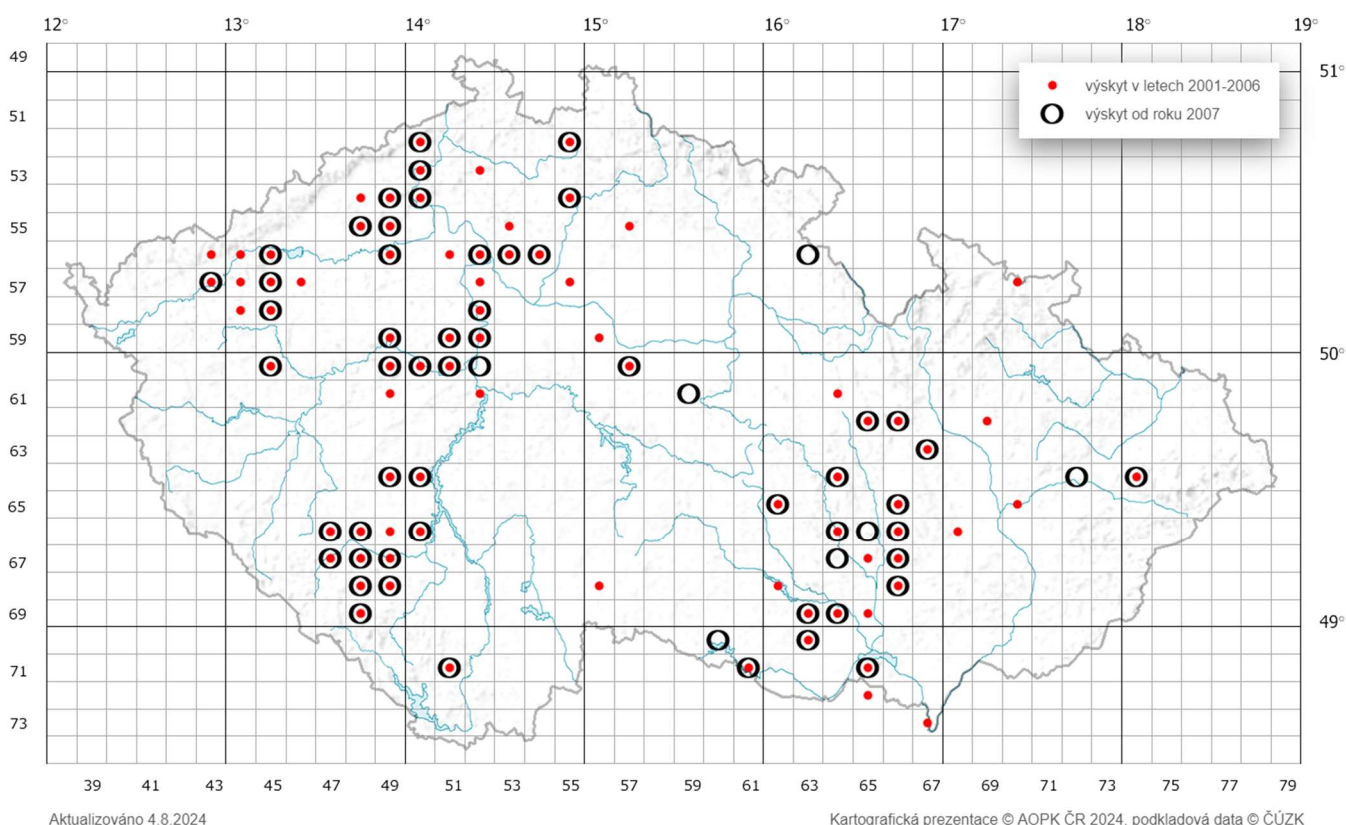 12° 13° 14° 15° 16° 17° 18° 19°
49
51°
výskyt v letech 2001-2006
51
výskyt od roku 2007
53
55
57
59
50°
61
63
65
67
69
49°
71
73
39 41 43 45 47 49 51 53 55 57 59 61 63 65 67 69 71 73 75 77 79
Aktualizováno 4.8.2024
Kartografická prezentace © AOPK ČR 2024, podkladová data © ČÚZK